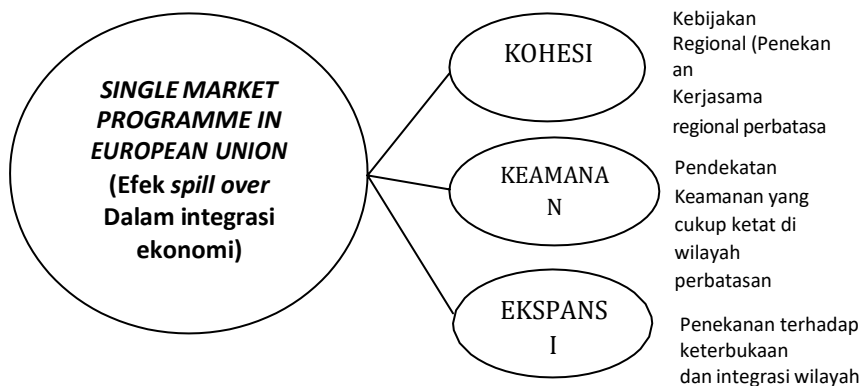 SINGLE MARKET
PROGRAMME IN
EUROPEAN UNION
(Efek spill over
Dalam integrasi
ekonomi)
KOHESI
Kebijakan
Regional (Penekan
an
Kerjasama
regional perbatasa
KEAMANA
N
Pendekatan
Keamanan yang
cukup ketat di
wilayah
perbatasan
EKSPANS
I
Penekanan terhadap
keterbukaan
dan integrasi wilayah